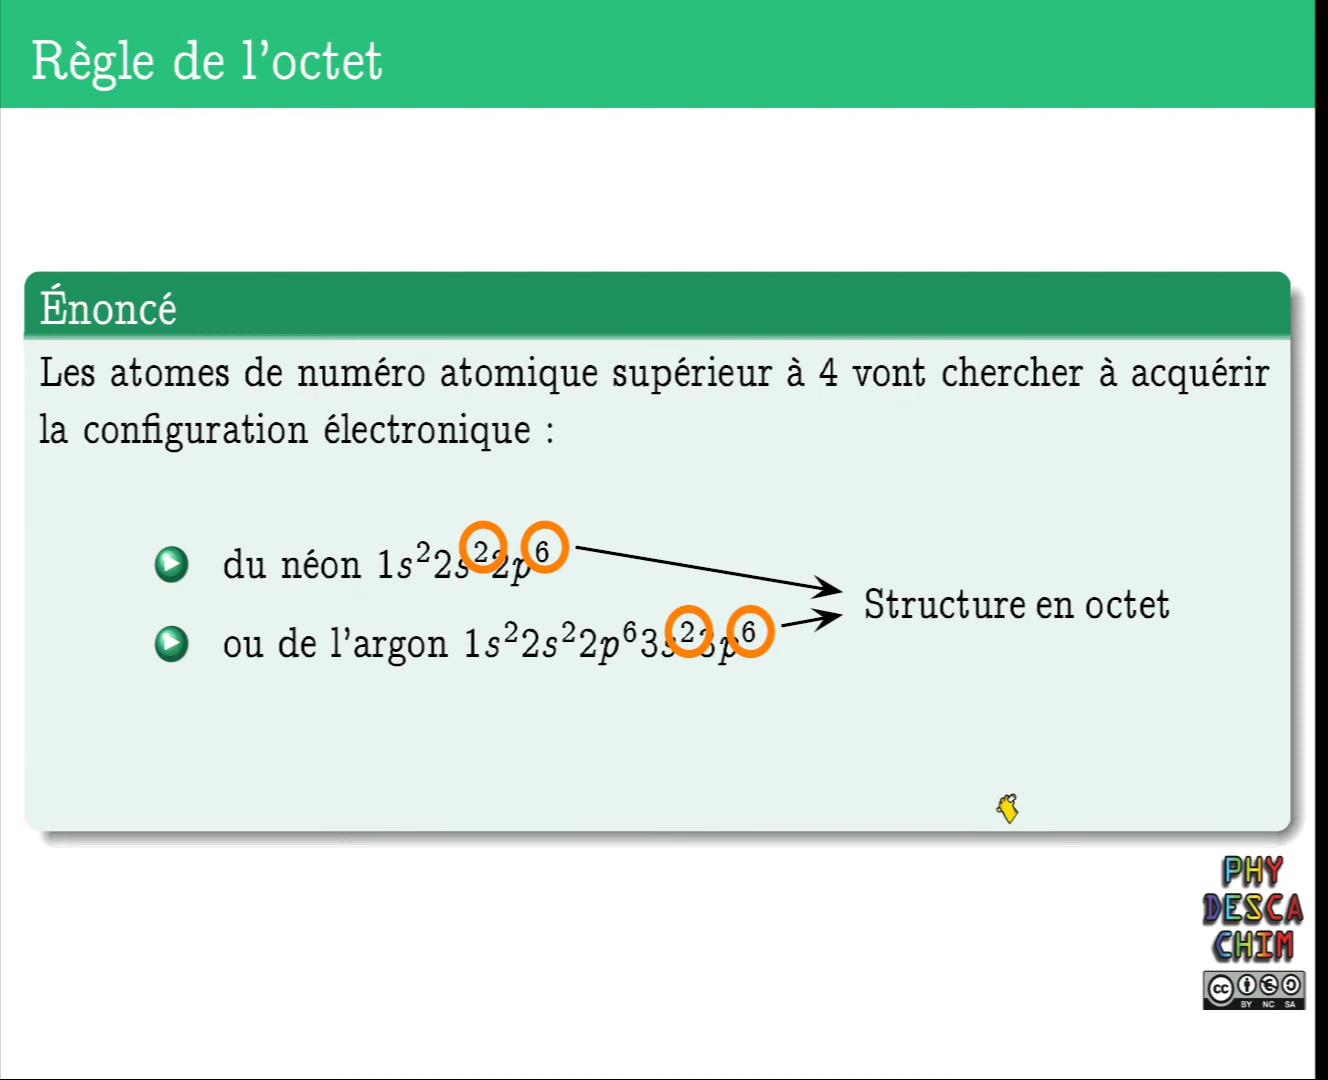 Règle de l'octet
Énoncé
Les atomes de numéro atomique supérieur à 4 vont chercher à acquérir
la configuration électronique :
du néon 1s²2s²2p⁶
ou de l'argon 1s²2s²2p⁶3s²3p⁶
Structure en octet
PHY
DESCA
CHIM
cc
BY NC SA